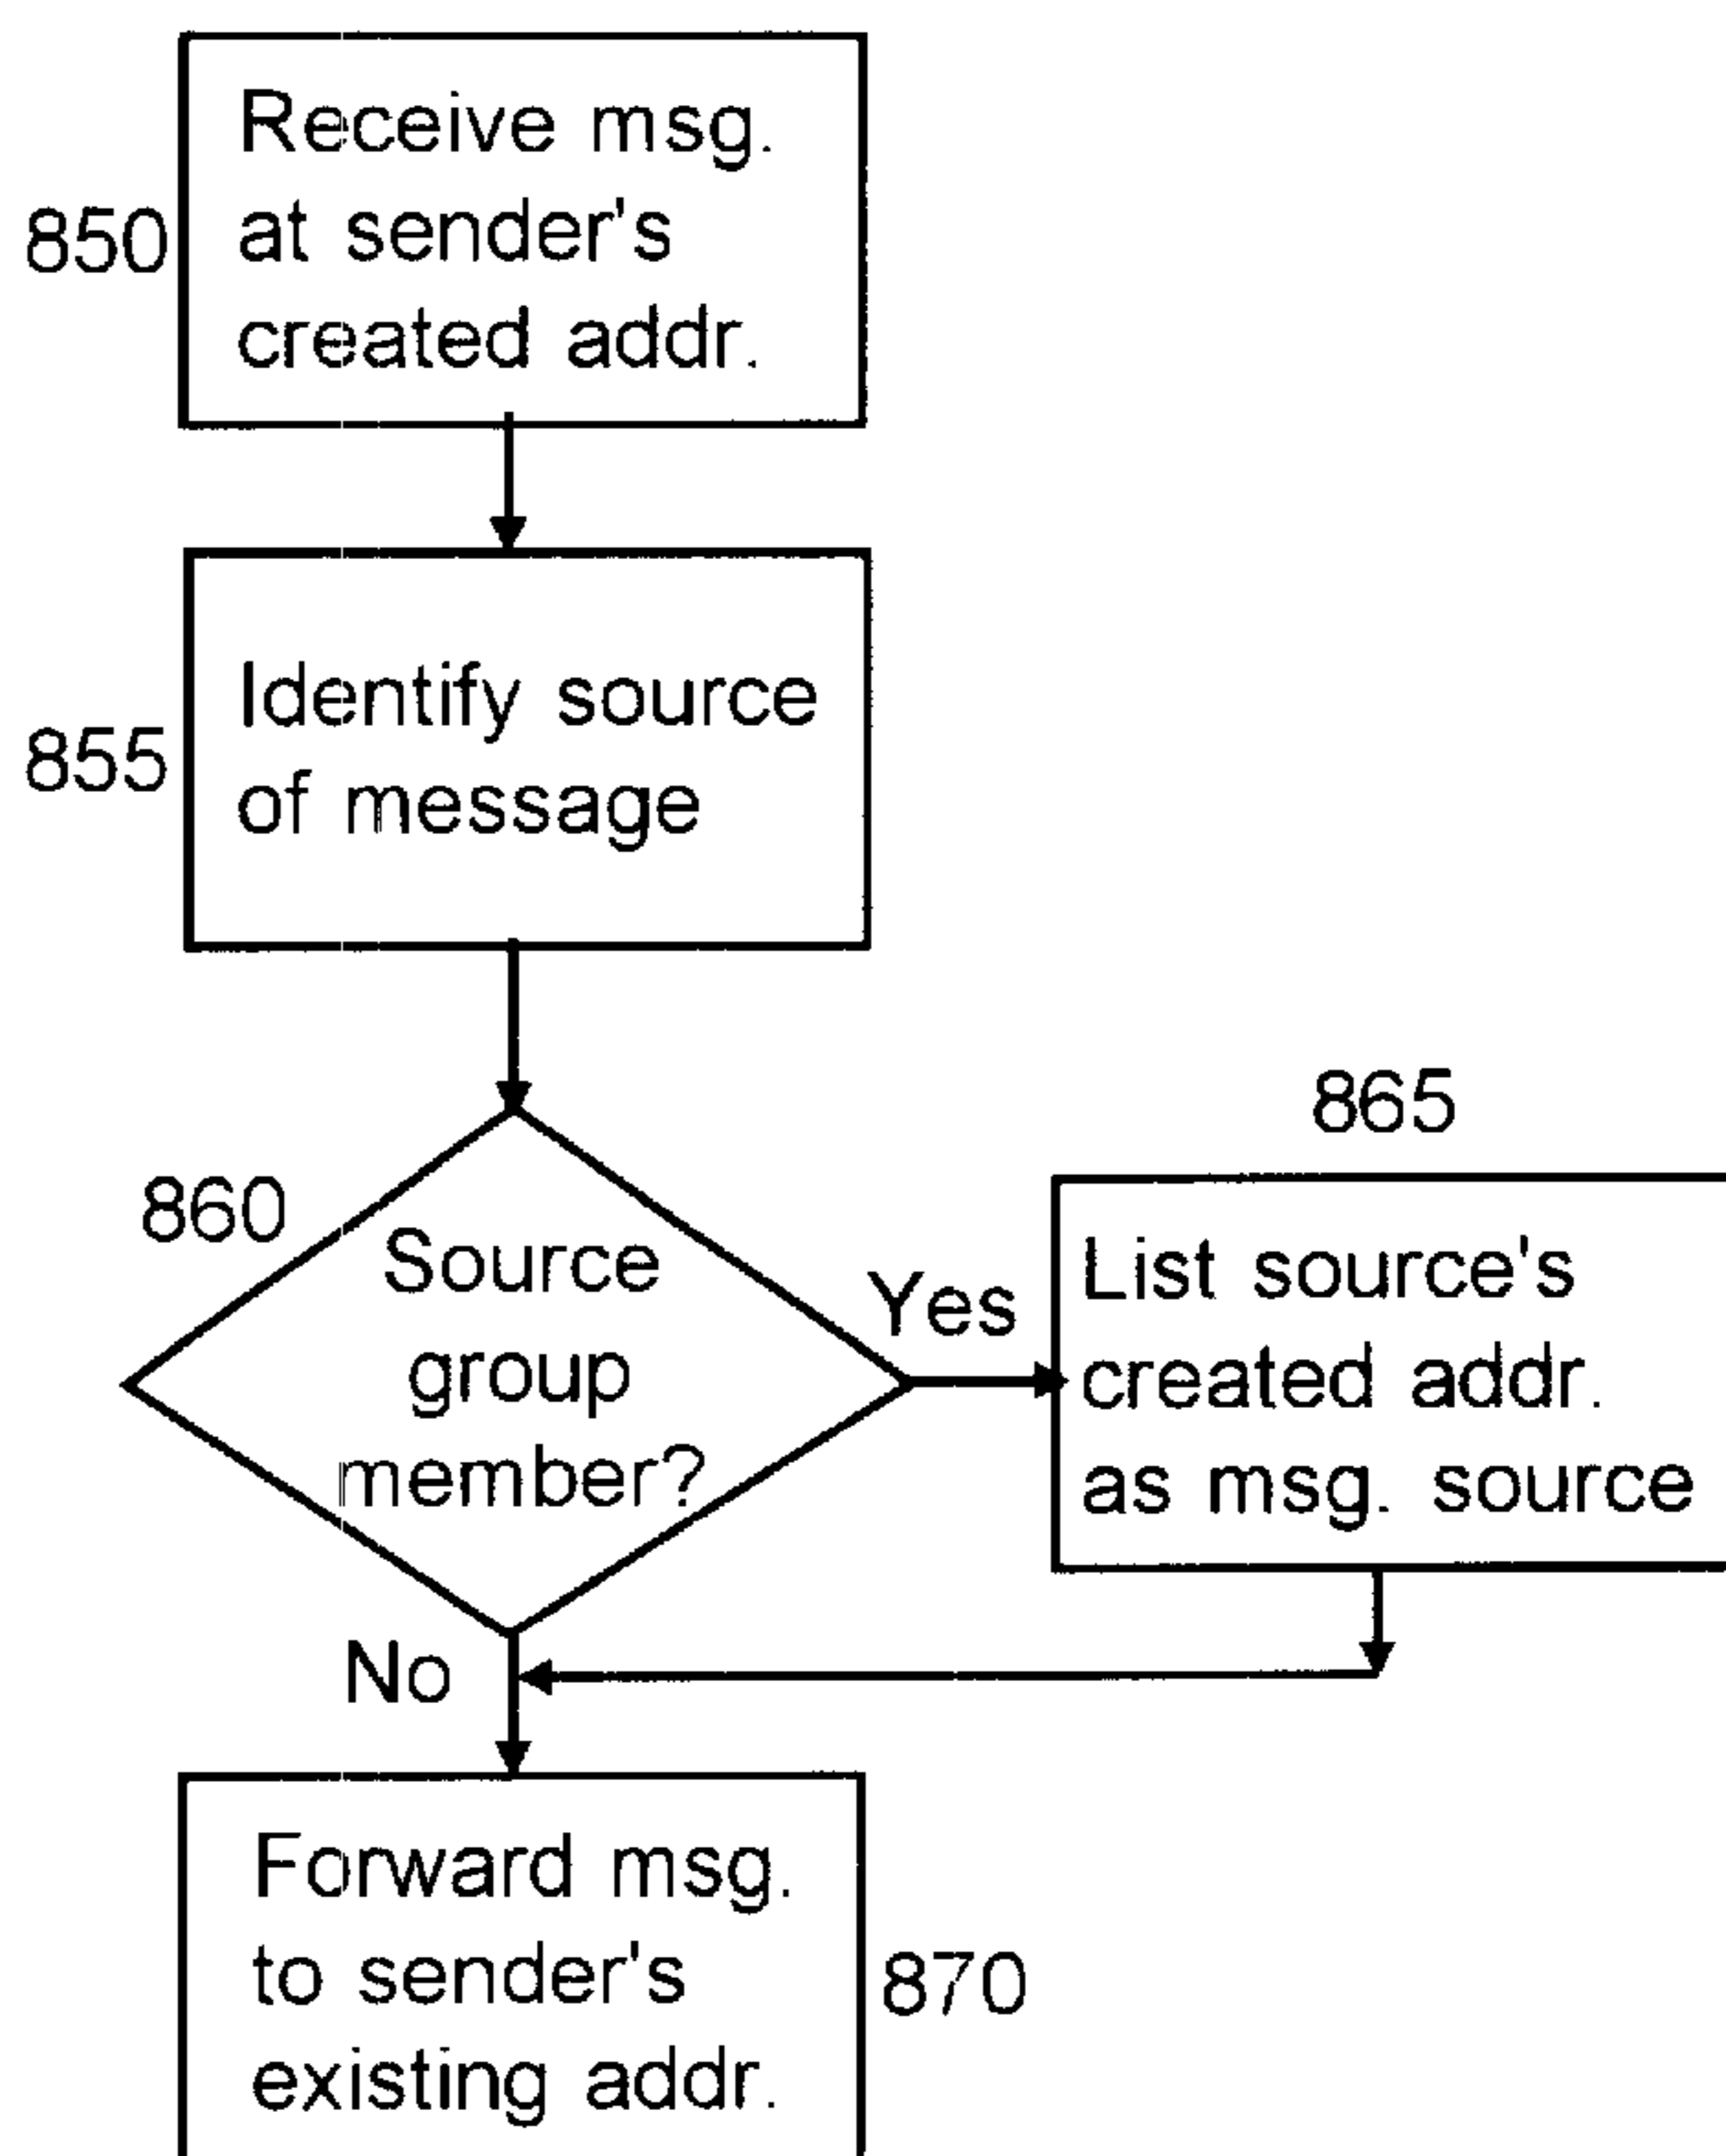 Receive msg.
at sender's
created addr.
850
Identify source
of message
855
860
Source
group
member?
Yes
865
List source's
created addr.
as msg. source
No
Forward msg.
to sender's
existing addr.
870